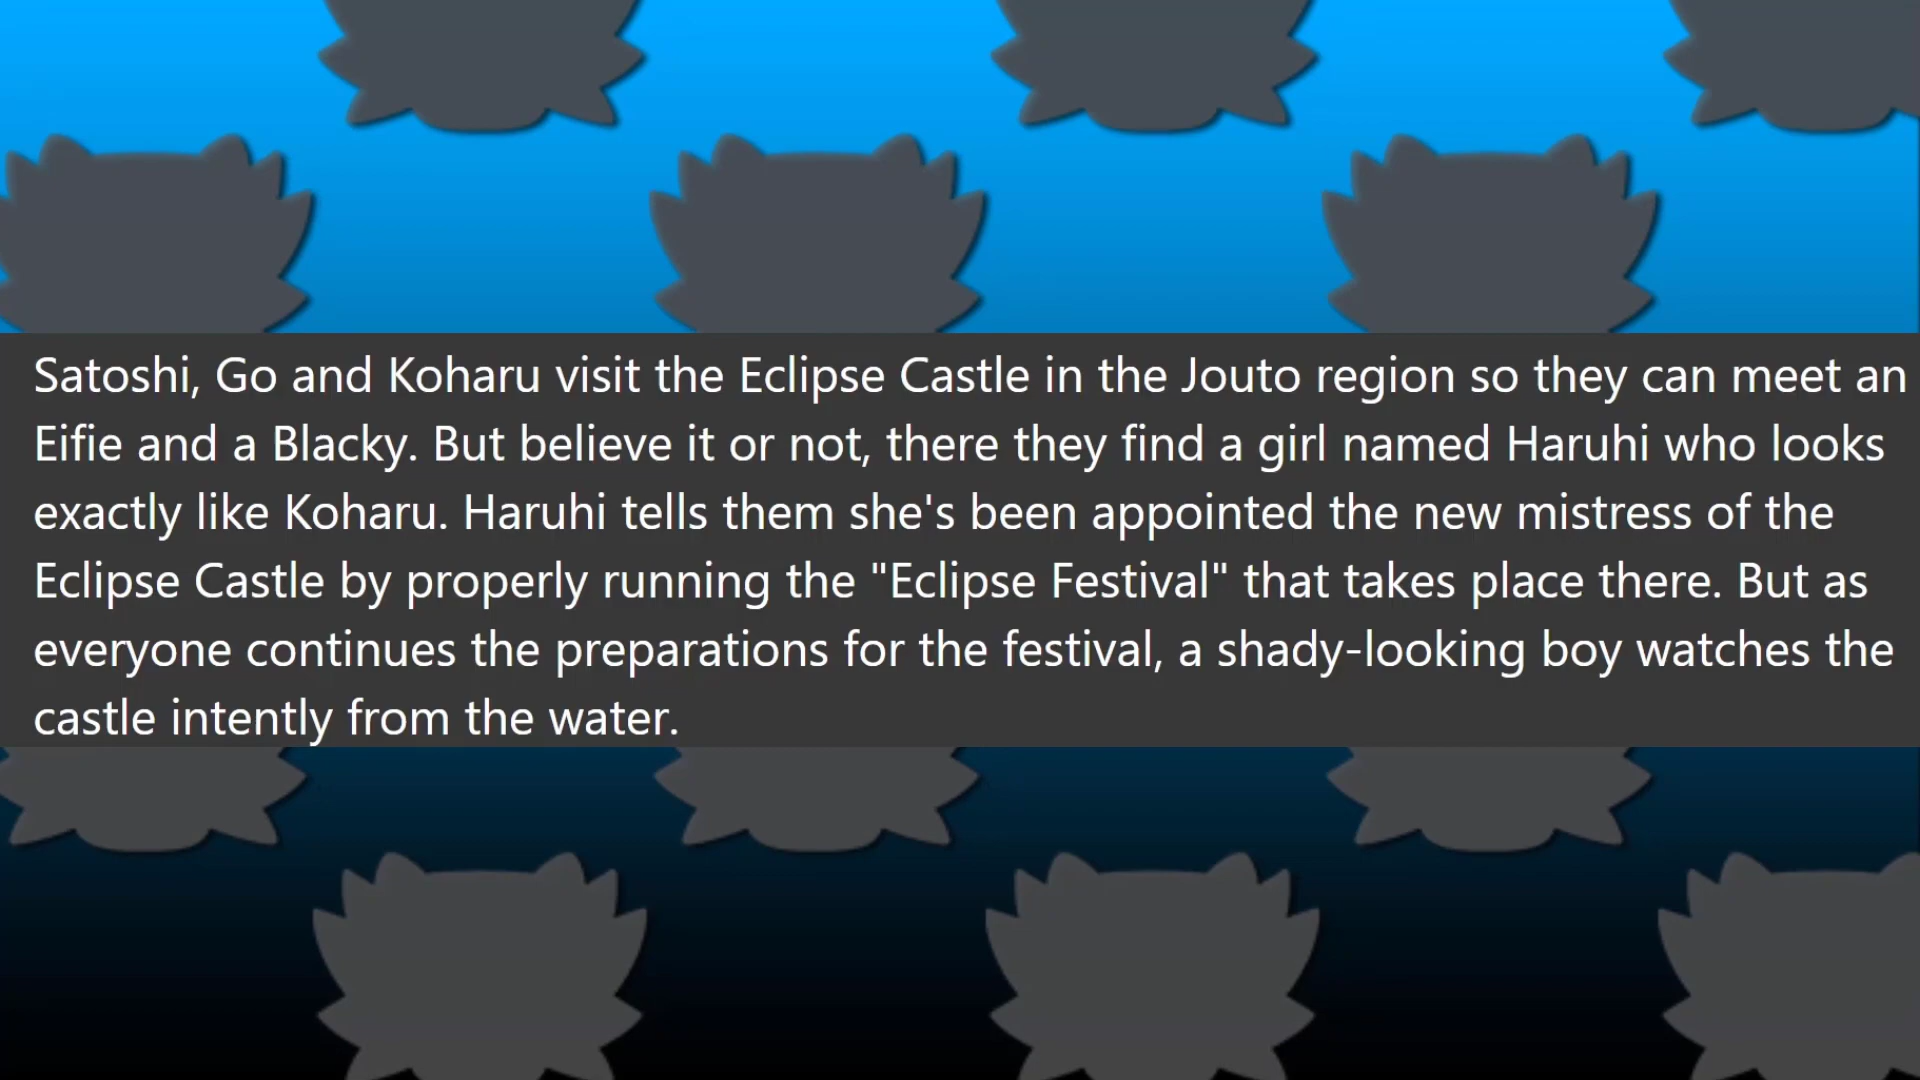 Satoshi, Go and Koharu visit the Eclipse Castle in the Jouto region so they can meet an
Eifie and a Blacky. But believe it or not, there they find a girl named Haruhi who looks
exactly like Koharu. Haruhi tells them she's been appointed the new mistress of the
Eclipse Castle by properly running the "Eclipse Festival" that takes place there. But as
everyone continues the preparations for the festival, a shady-looking boy watches the
castle intently from the water.